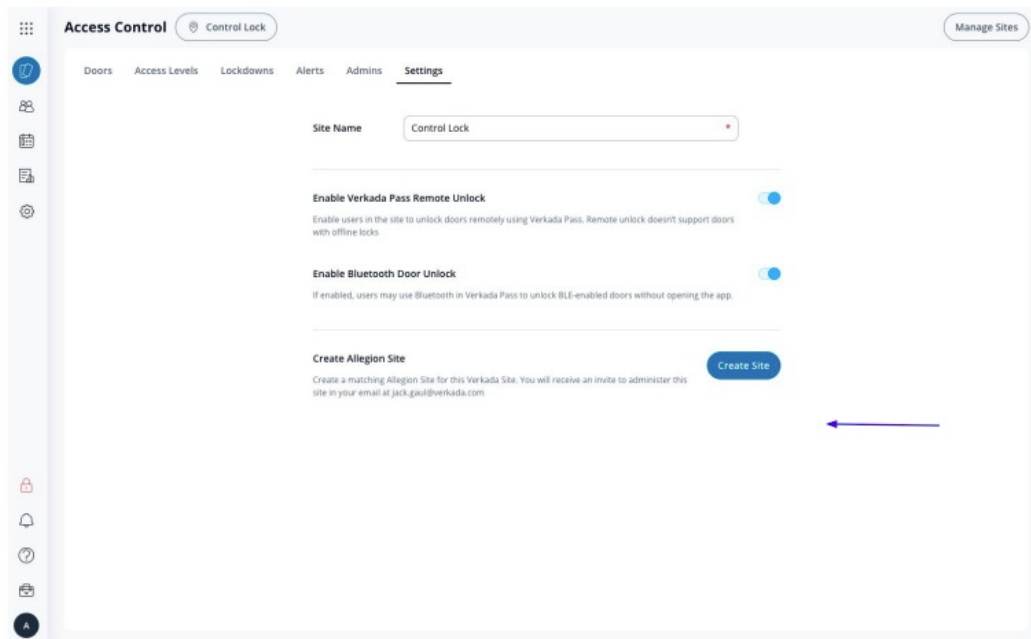 Access Control
Control Lock
Manage Sites
Doors Access Levels Lockdowns Alerts Admins Settings
Site Name
Control Lock *
Enable Verkada Pass Remote Unlock
Enable users in the site to unlock doors remotely using Verkada Pass. Remote unlock doesn't support doors
with offline locks
Enable Bluetooth Door Unlock
If enabled, users may use Bluetooth in Verkada Pass to unlock BLE-enabled doors without opening the app.
Create Allegion Site
Create Site
Create a matching Allegion Site for this Verkada Site. You will receive an invite to administer this
site in your email at jack.gaul@verkada.com
A